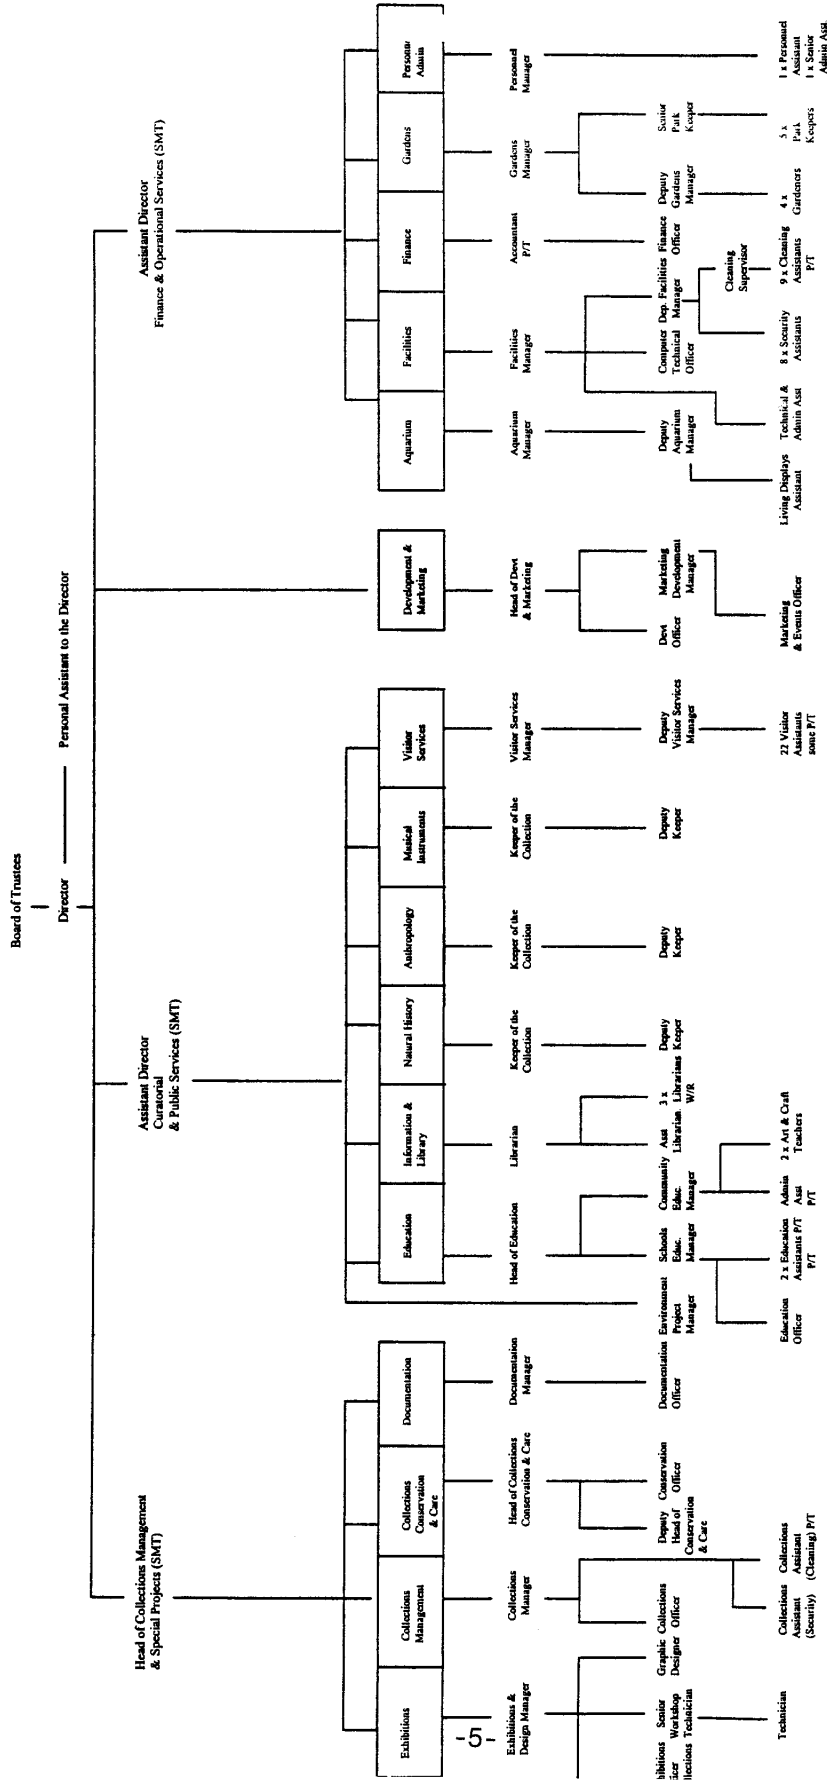 Board of Trustees
Director
Personal Assistant to the Director
Head of Collections Management
& Special Projects (SMT)
Assistant Director
Curatorial
& Public Services (SMT)
Assistant Director
Finance & Operational Services (SMT)
Exhibitions
Collections
Management
Collections
Conservation
& Care
Documentation
Education
Information &
Library
Natural History
Anthropology
Musical
Instruments
Visitor
Services
Development &
Marketing
Aquarium
Facilities
Finance
Gardens
Admin
Exhibitions &
Design Manager
Collections
Manager
Head of Collections
Conservation & Care
Documentation
Manager
Head of Education
Librarian
Keeper of the
Collection
Keeper of the
Collection
Keeper of the
Collection
Visitor Services
Manager
Head of Devt
& Marketing
Aquarium
Manager
Facilities
Manager
Accountant
P/T
Gardens
Manager
Personnel
Manager
-5-
Senior
Workshop
Technician
Graphic
Designer
Collections
Officer
Deputy
Head of
Conservation
& Care
Conservation
Officer
Documentation
Officer
Environment
Project
Manager
Schools
Educ.
Manager
Community
Educ.
Manager
Asst
Librarian
3 x
Librarians
W/R
Deputy
Keeper
Deputy
Keeper
Deputy
Keeper
Deputy
Visitor Services
Manager
Devt
Officer
Marketing
Development
Manager
Deputy
Aquarium
Manager
Computer
Technical
Officer
Dep. Facilities
Manager
Finance
Officer
Deputy
Gardens
Manager
Senior
Park
Keeper
Cleaning
Supervisor
Technician
Collections
Assistant
(Security)
Collections
Assistant
(Cleaning) P/T
Education
Officer
2 x Education
Assistants P/T
P/T
Admin
Asst
P/T
2 x Art & Craft
Teachers
22 Visitor
Assistants
some P/T
Marketing
& Events Officer
Living Displays
Assistant
Technical &
Admin Asst
8 x Security
Assistants
9 x Cleaning
Assistants
P/T
4 x
Gardeners
Park
Keepers
1 x Personnel
Assistant
1 x Senior
Admin Asst.